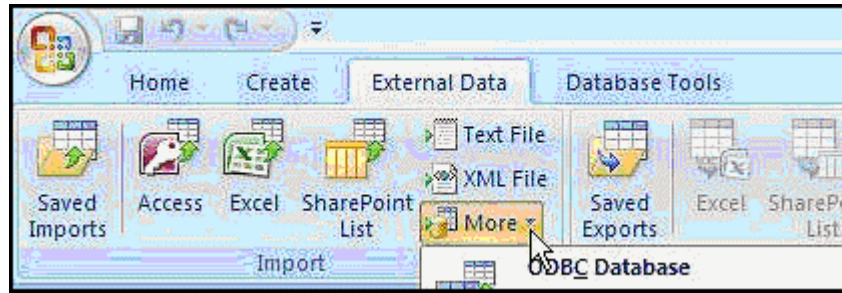 Home Create External Data Database Tools
Text File
XML File
More
Saved Imports
Access
Excel
SharePoint List
Saved Exports
Excel
List
Import
ODBC Database